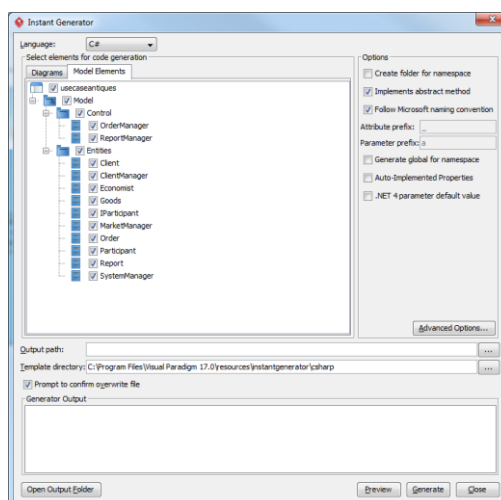 Instant Generator
Language: C#
Select elements for code generation
Diagrams Model Elements
usecaseantiques
Model
Control
OrderManager
ReportManager
Entities
Client
ClientManager
Economist
Goods
IParticipant
MarketManager
Order
Participant
Report
SystemManager
Options
Create folder for namespace
Implements abstract method
Follow Microsoft naming convention
Attribute prefix: _
Parameter prefix: a
Generate global for namespace
Auto-Implemented Properties
.NET 4 parameter default value
Advanced Options...
Output path: ...
Template directory: C:\Program Files\Visual Paradigm 17.0\resources\instantgenerator\csharp ...
Prompt to confirm overwrite file
Generator Output
Open Output Folder Preview Generate Close